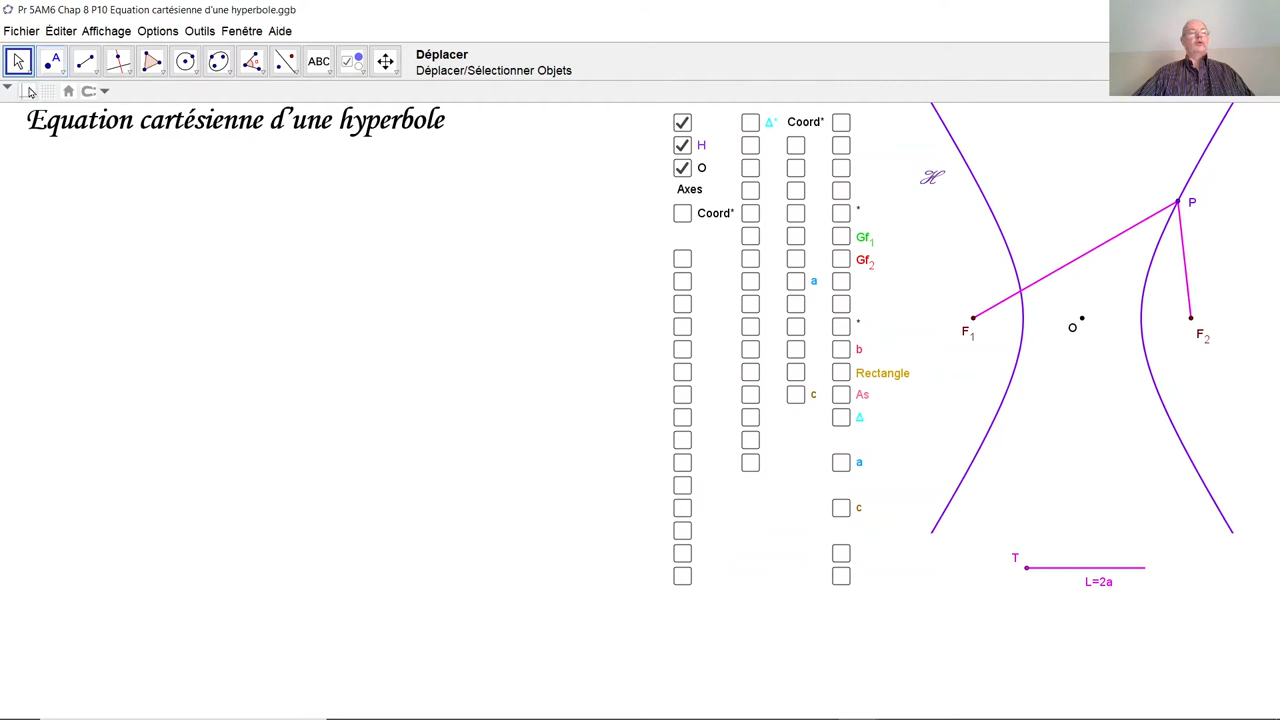 Pr 5AM6 Chap 8 P10 Equation cartésienne d'une hyperbole.ggb
Fichier Éditer Affichage Options Outils Fenêtre Aide
A ABC
Déplacer
Déplacer/Sélectionner Objets
Equation cartésienne d'une hyperbole
Δ* Coord*
H
O
Axes
Coord*
*
Gf1
Gf2
a
*
b
Rectangle
c As
Δ
a
c
ℋ
P
F1
O
F2
T
L=2a